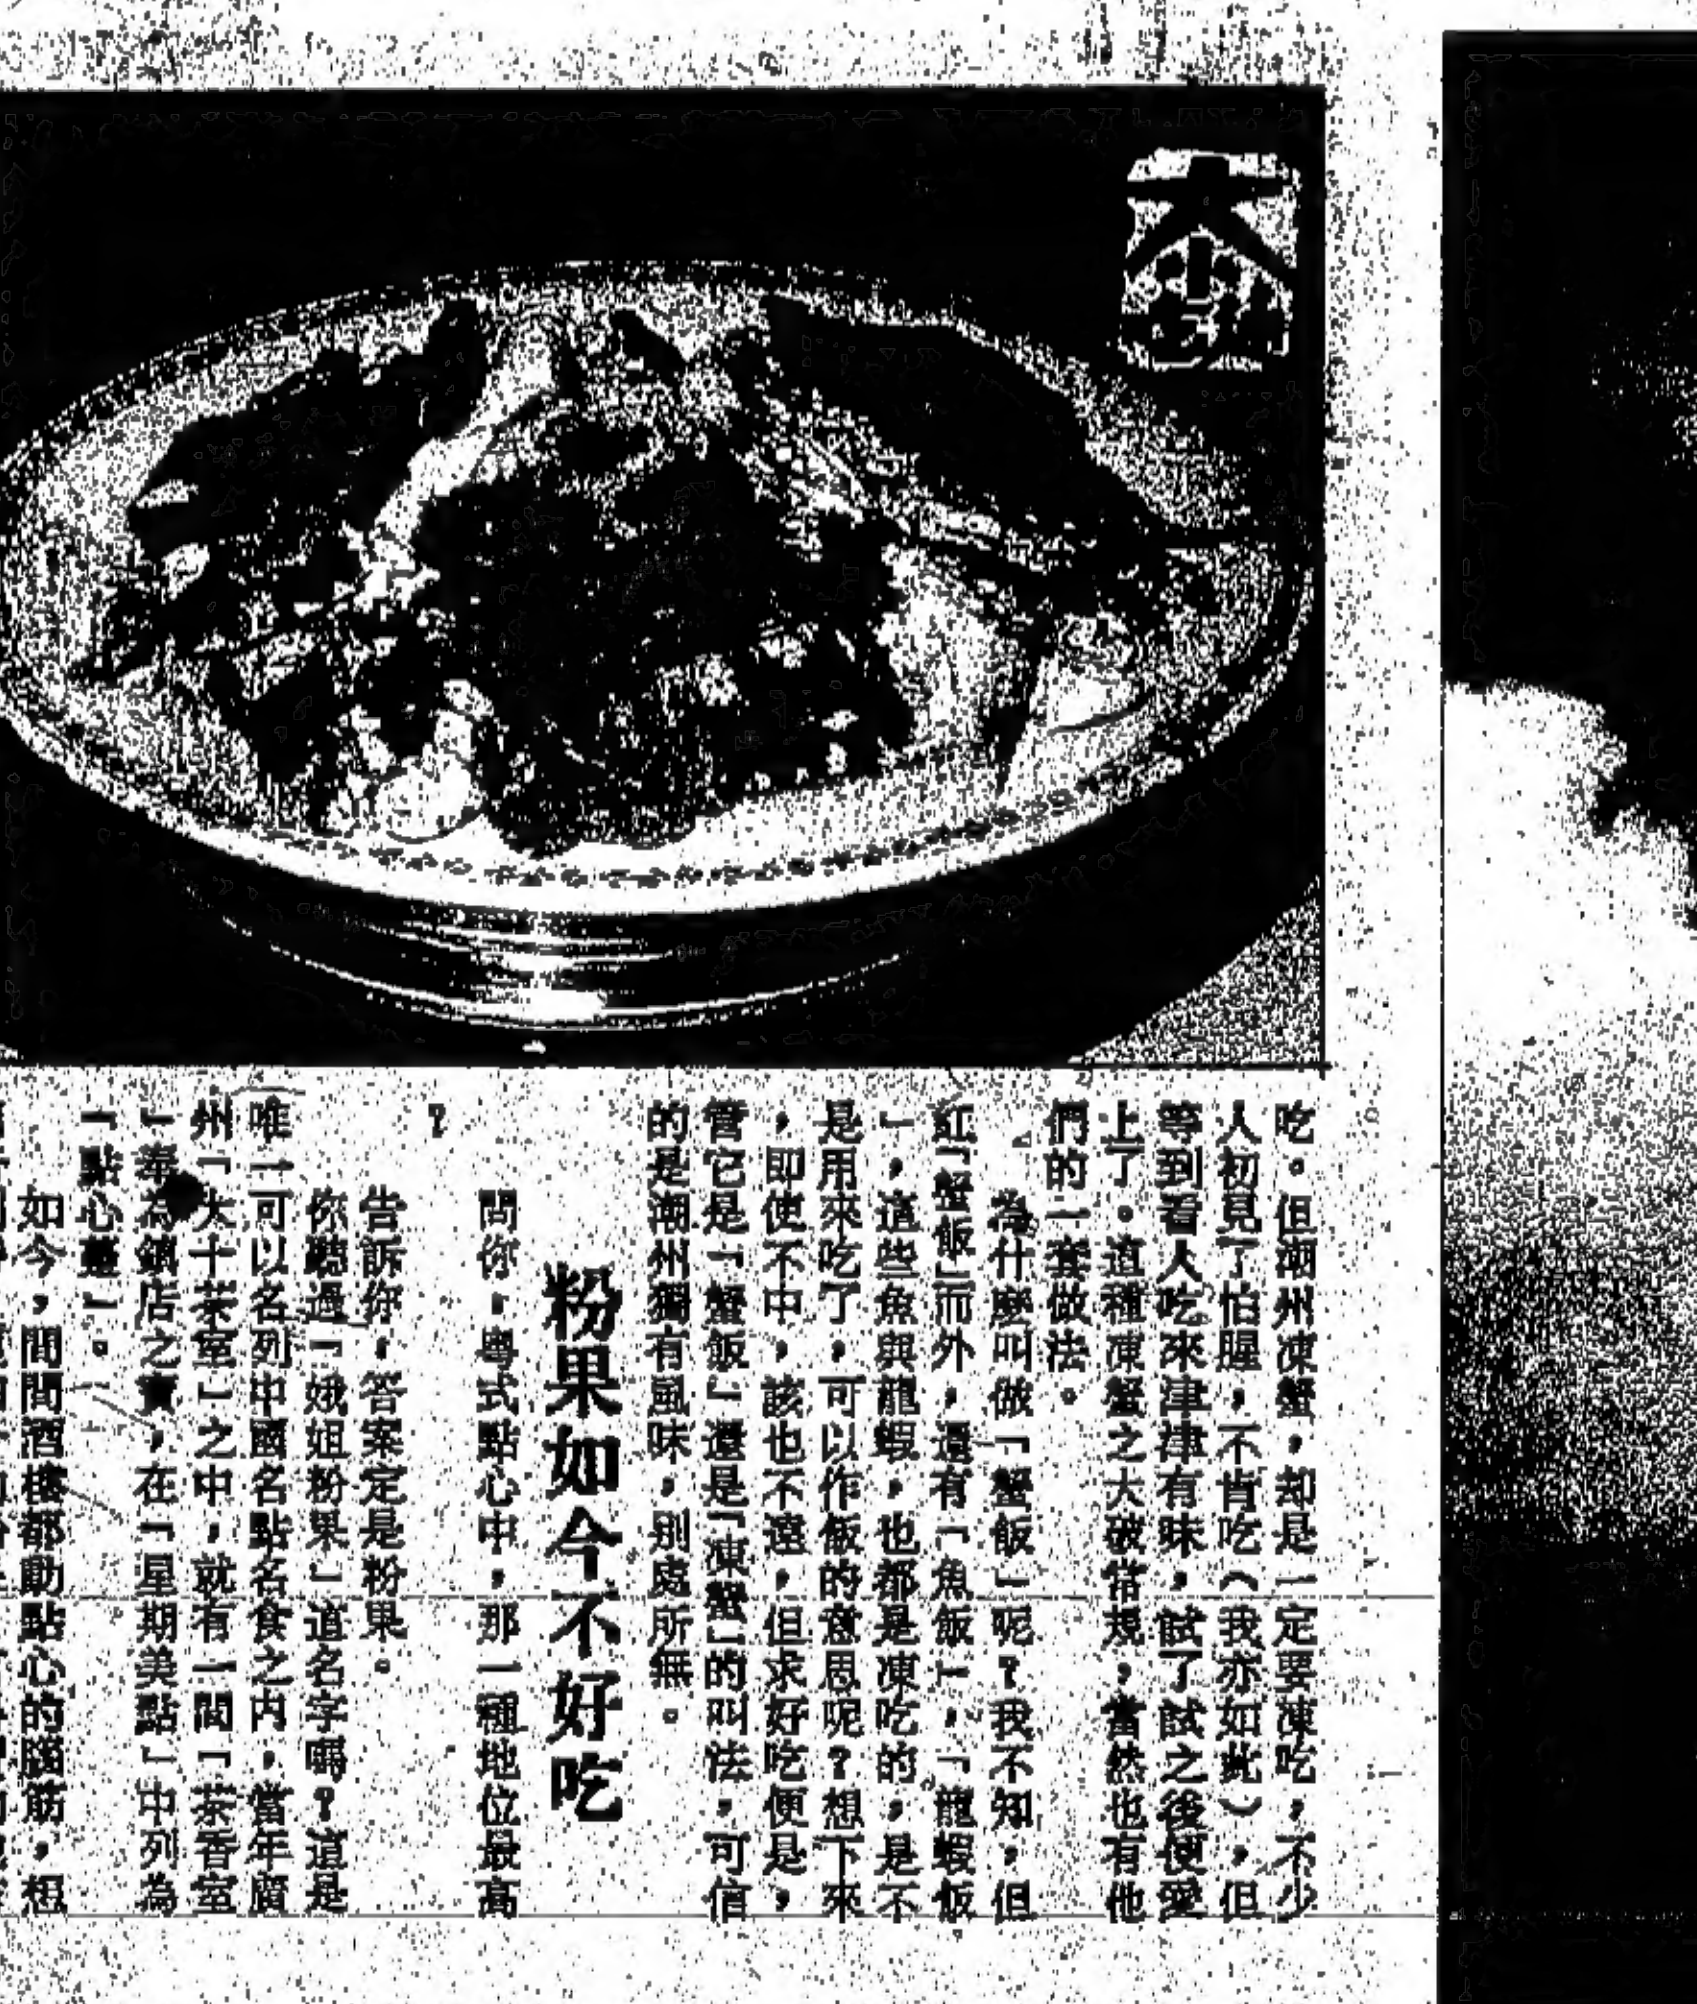 大小
吃。但潮州凍蟹，却是一定要凍吃，不少
人初見了怕腥，不肯吃（我亦如此），但
等到看人吃來津津有味，試了試之後便愛
上了。這種凍蟹之大破常規，當然也有他
們的一套做法。
為什麼叫做「蟹飯」呢？我不知，但
紅「蟹飯」而外，還有「魚飯」，「龍蝦飯
」，這些魚與龍蝦，也都是凍吃的，是不
是用來吃了，可以作飯的意思呢？想下來
，即使不中，該也不遠，但求好吃便是，
管它是「蟹飯」還是「凍蟹」的叫法，可信
的是潮州獨有風味，別處所無。
粉果如今不好吃
問你，粵式點心中，那一種地位最高
？
告訴你，答案定是粉果。
你聽過「娥姐粉果」這名字嗎？這是
唯一可以名列中國名點名食之內，當年廣
州「大十茶室」之中，就有一間「茶香室
」奉為鎮店之寶，在「星期美點」中列為
「點心
如今，間間酒樓都動點心的腦筋，想